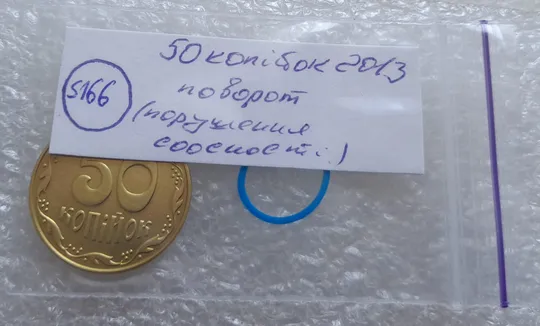 50 копійок 2013
поворот
S166
(порушення
соосності)
50
КОПІЙОК